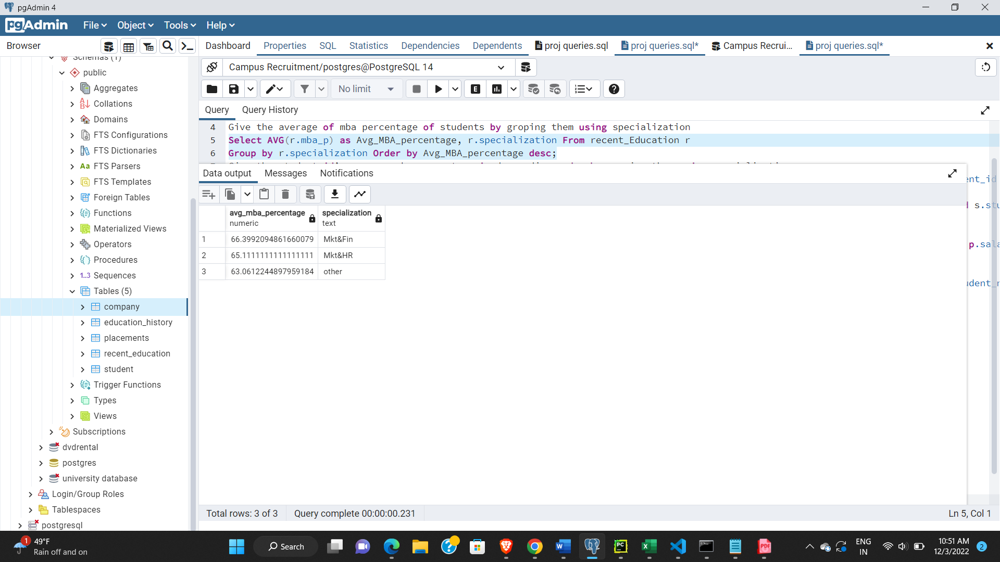 pgAdmin 4
pgAdmin File Object Tools Help
Browser
Dashboard Properties SQL Statistics Dependencies Dependents proj queries.sql proj queries.sql* Campus Recrui... proj queries.sql*
Schemas (1)
public
Aggregates
Collations
Domains
FTS Configurations
FTS Dictionaries
Aa FTS Parsers
FTS Templates
Foreign Tables
Functions
Materialized Views
Operators
Procedures
1..3 Sequences
Tables (5)
company
education_history
placements
recent_education
student
Trigger Functions
Types
Views
Subscriptions
dvdrental
postgres
university database
Login/Group Roles
Tablespaces
postgresql
Campus Recruitment/postgres@PostgreSQL 14
No limit
E
Query Query History
4 Give the average of mba percentage of students by groping them using specialization
5 Select AVG(r.mba_p) as Avg_MBA_percentage, r.specialization From recent_Education r
6 Group by r.specialization Order by Avg_MBA_percentage desc;
Data output Messages Notifications
ent_id
s.stu
p.sala
udent_n
avg_mba_percentage numeric
specialization text
1 66.3992094861660079 Mkt&Fin
2 65.1111111111111111 Mkt&HR
3 63.0612244897959184 other
Total rows: 3 of 3 Query complete 00:00:00.231 Ln 5, Col 1
1 49°F
Rain off and on
Search
PC
PDF
ENG
IN
10:51 AM
12/3/2022
2